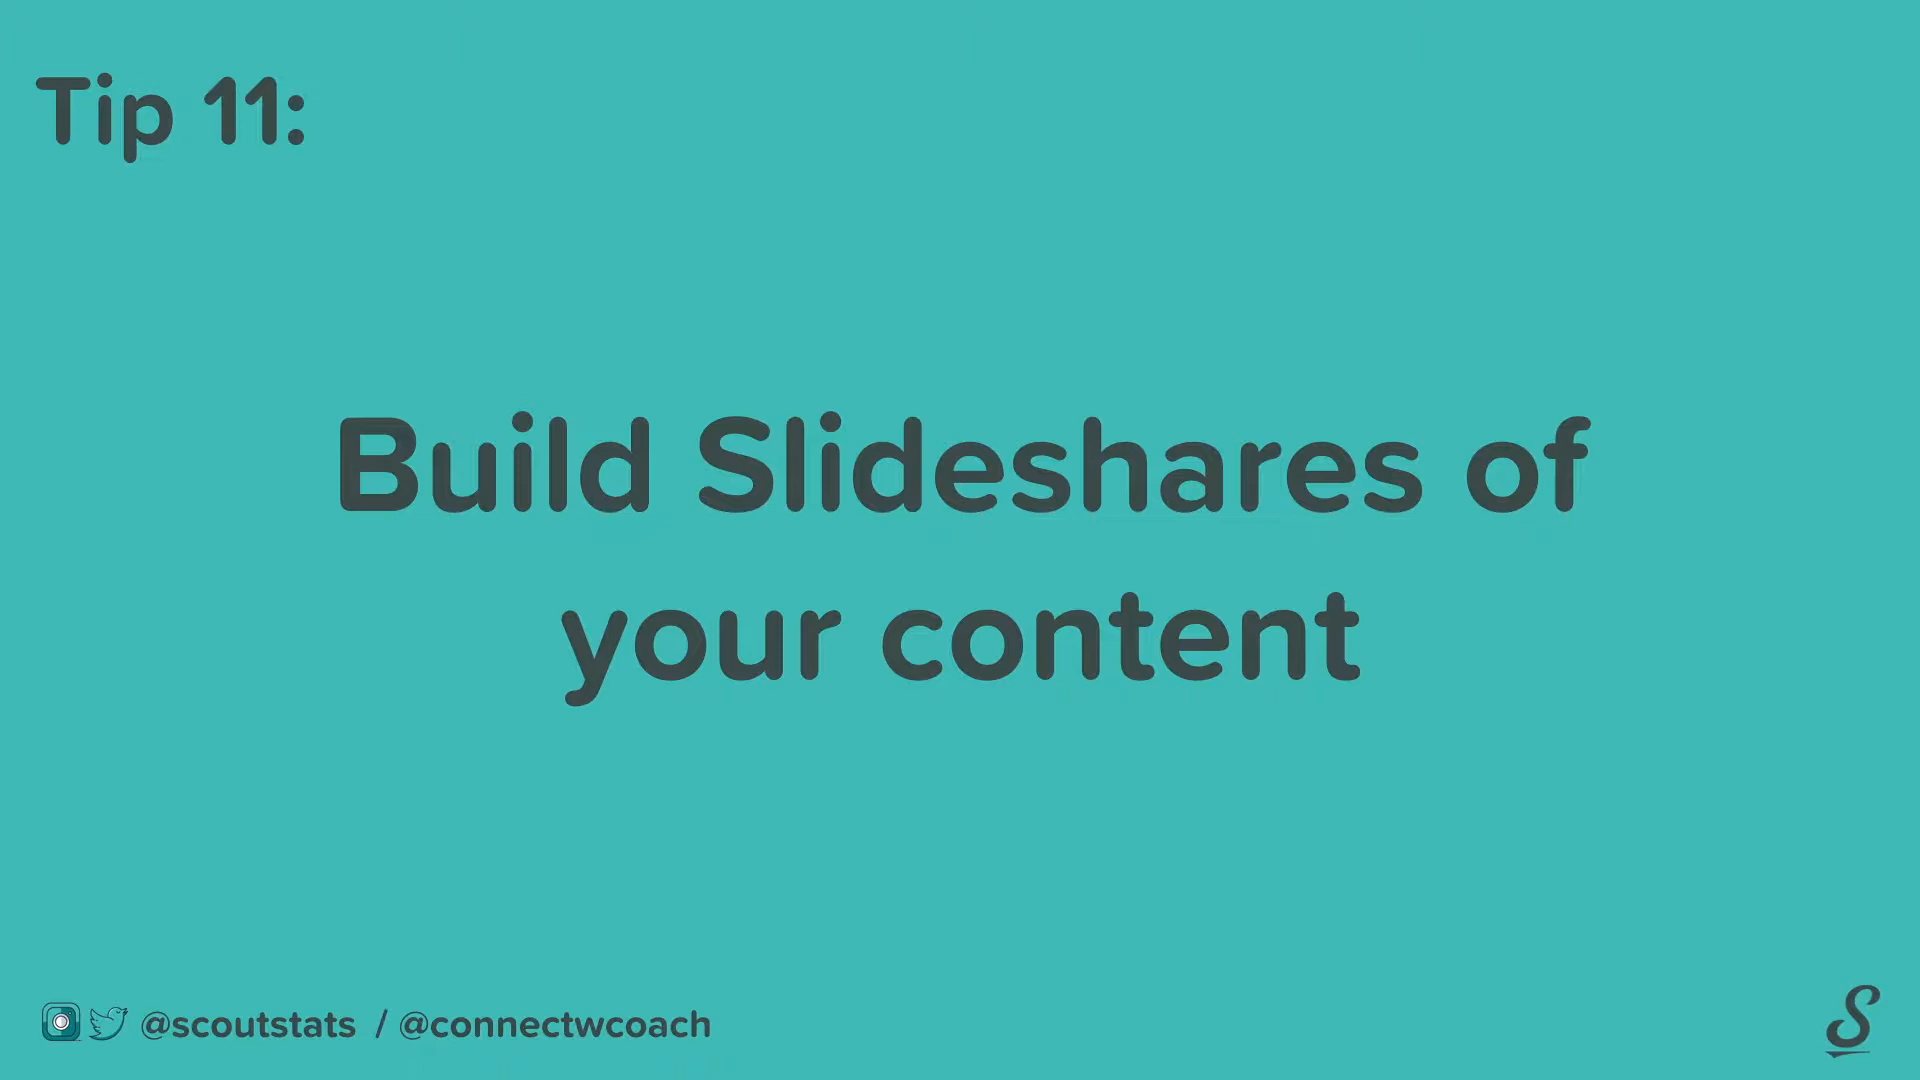 Tip 11:
Build Slideshares of
your content
@scoutstats / @connectwcoach
S